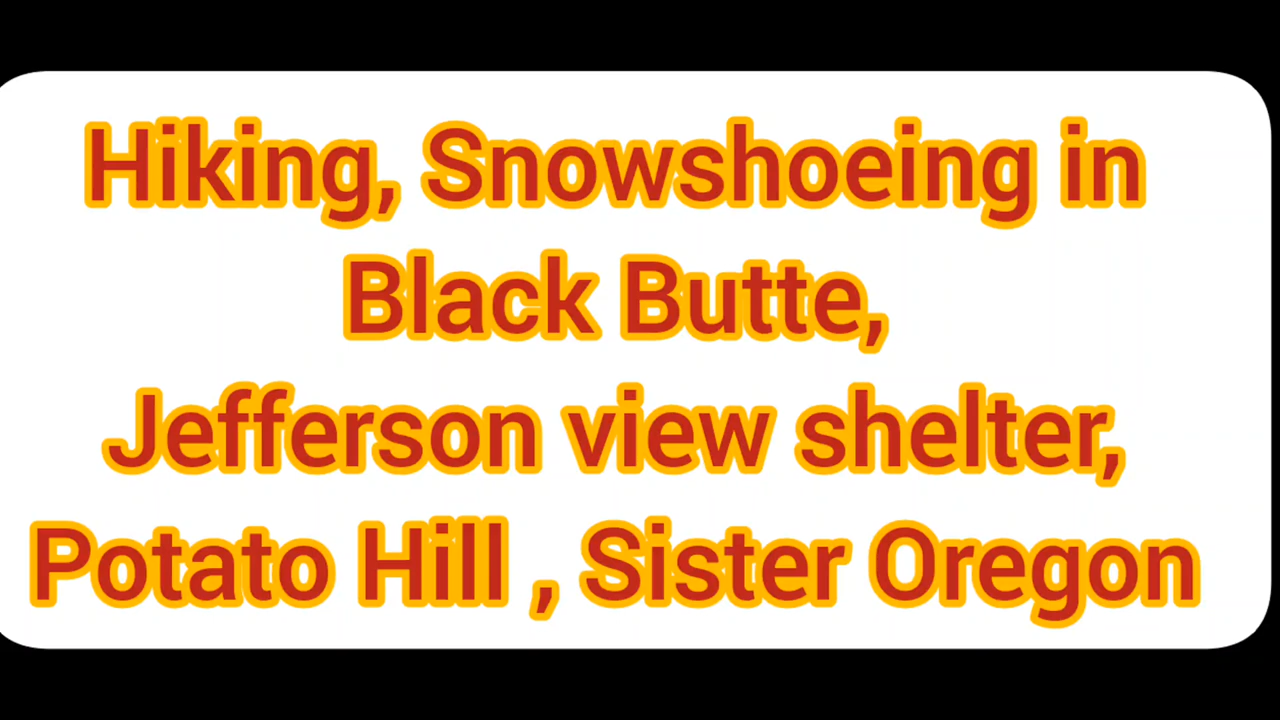 Hiking, Snowshoeing in
Black Butte,
Jefferson view shelter,
Potato Hill , Sister Oregon